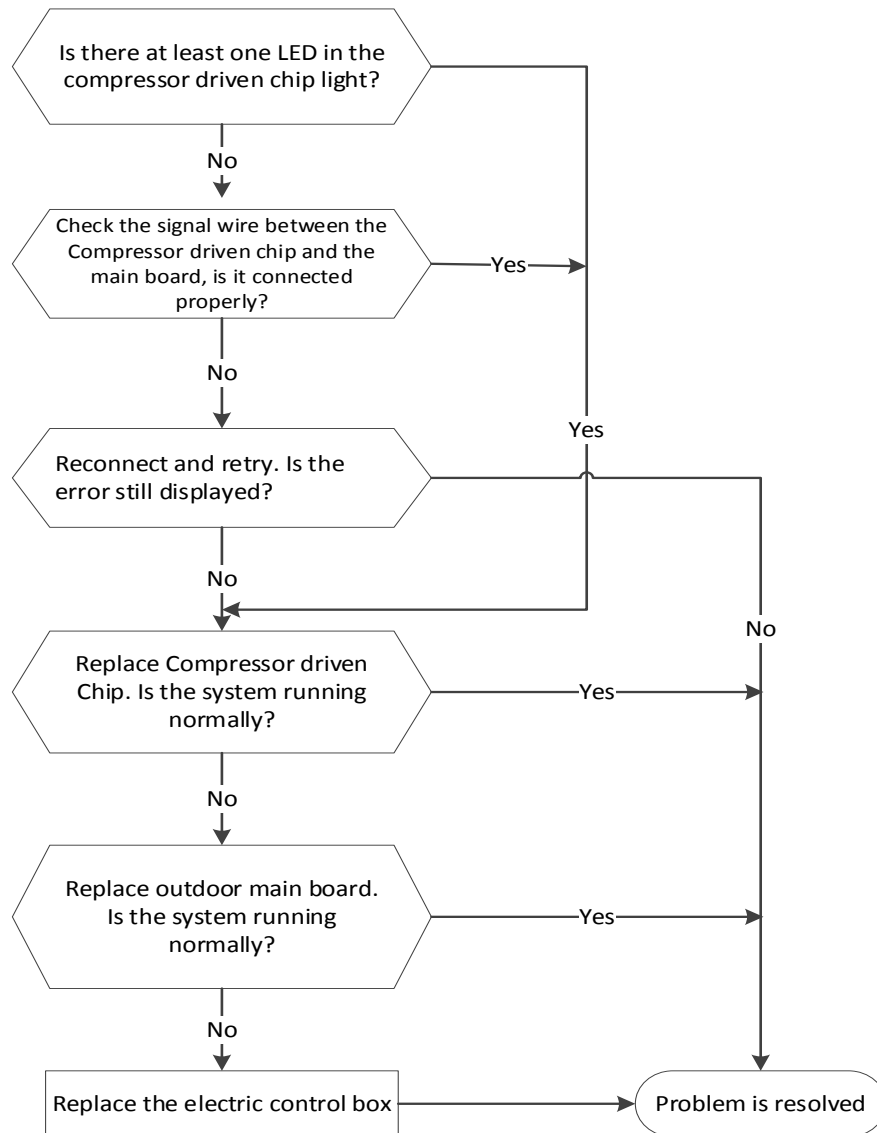 Is there at least one LED in the
compressor driven chip light?
No
Check the signal wire between the
Compressor driven chip and the
main board, is it connected
properly?
Yes
No
Yes
Reconnect and retry. Is the
error still displayed?
No
No
Replace Compressor driven
Chip. Is the system running
normally?
Yes
No
Replace outdoor main board.
Is the system running
normally?
Yes
No
Replace the electric control box
Problem is resolved